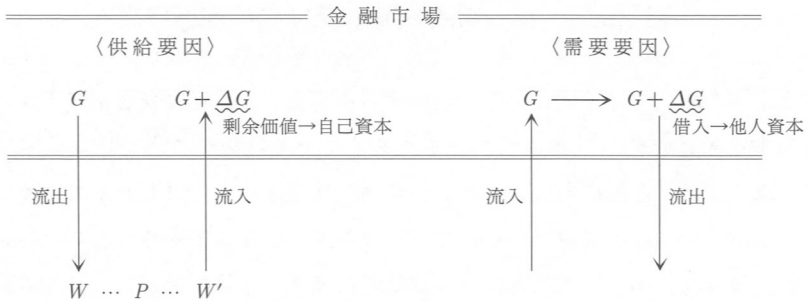 金融市場
〈供給要因〉 〈需要要因〉
G G + ΔG G → G + ΔG
剰余価値→自己資本 借入→他人資本
流出 流入 流入 流出
W … P … W′